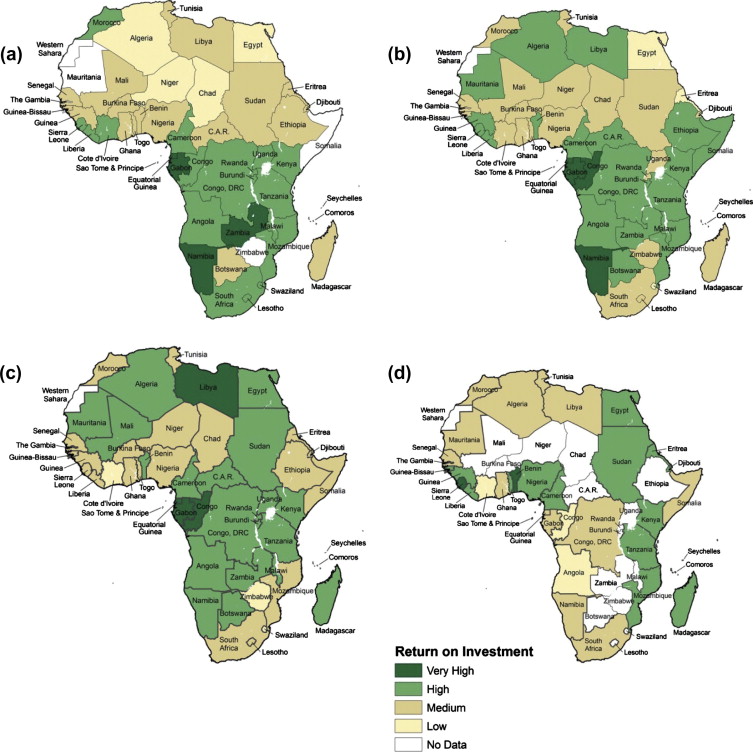 (a)
Tunisia
Morocco
Algeria
Libya
Egypt
Western
Sahara
Mauritania
Mali
Niger
Chad
Sudan
Eritrea
Senegal
The Gambia
Guinea-Bissau
Guinea
Sierra
Leone
Liberia
Burkina Faso
Benin
Nigeria
Djibouti
Ethiopia
Somalia
Cote d'Ivoire
Ghana
Togo
Sao Tome & Principe
Equatorial
Guinea
Cameroon
C.A.R.
Gabon
Congo
Congo, DRC
Uganda
Rwanda
Burundi
Kenya
Tanzania
Seychelles
Comoros
Angola
Zambia
Malawi
Mozambique
Zimbabwe
Namibia
Botswana
Madagascar
South
Africa
Swaziland
Lesotho
(b)
Tunisia
Morocco
Algeria
Libya
Egypt
Western
Sahara
Mauritania
Mali
Niger
Chad
Sudan
Eritrea
Senegal
The Gambia
Guinea-Bissau
Guinea
Sierra
Leone
Liberia
Burkina Faso
Benin
Nigeria
Djibouti
Ethiopia
Somalia
Cote d'Ivoire
Ghana
Togo
Sao Tome & Principe
Equatorial
Guinea
Cameroon
C.A.R.
Gabon
Congo
Congo, DRC
Uganda
Rwanda
Burundi
Kenya
Tanzania
Seychelles
Comoros
Angola
Zambia
Malawi
Mozambique
Zimbabwe
Namibia
Botswana
Madagascar
South
Africa
Swaziland
Lesotho
(c)
Tunisia
Morocco
Algeria
Libya
Egypt
Western
Sahara
Mauritania
Mali
Niger
Chad
Sudan
Eritrea
Senegal
The Gambia
Guinea-Bissau
Guinea
Sierra
Leone
Liberia
Burkina Faso
Benin
Nigeria
Djibouti
Ethiopia
Somalia
Cote d'Ivoire
Ghana
Togo
Sao Tome & Principe
Equatorial
Guinea
Cameroon
C.A.R.
Gabon
Congo
Congo, DRC
Uganda
Rwanda
Burundi
Kenya
Tanzania
Seychelles
Comoros
Angola
Zambia
Malawi
Mozambique
Zimbabwe
Namibia
Botswana
Madagascar
South
Africa
Swaziland
Lesotho
(d)
Tunisia
Morocco
Algeria
Libya
Egypt
Western
Sahara
Mauritania
Mali
Niger
Chad
Sudan
Eritrea
Senegal
The Gambia
Guinea-Bissau
Guinea
Sierra
Leone
Liberia
Burkina Faso
Benin
Nigeria
Djibouti
Ethiopia
Somalia
Cote d'Ivoire
Ghana
Togo
Sao Tome & Principe
Equatorial
Guinea
Cameroon
C.A.R.
Gabon
Congo
Congo, DRC
Uganda
Rwanda
Burundi
Kenya
Tanzania
Seychelles
Comoros
Angola
Zambia
Malawi
Mozambique
Zimbabwe
Namibia
Botswana
Madagascar
South
Africa
Swaziland
Lesotho
Return on Investment
Very High
High
Medium
Low
No Data